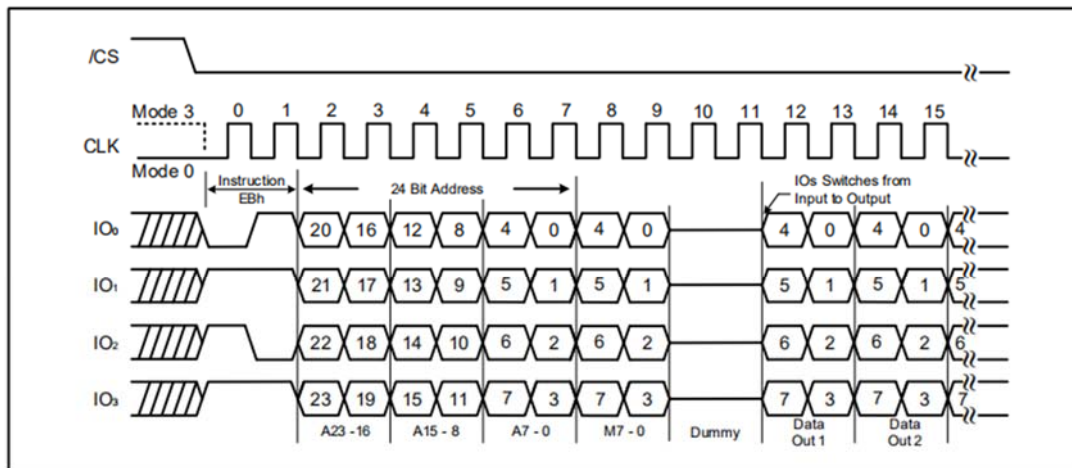 /CS
Mode 3 0 1 2 3 4 5 6 7 8 9 10 11 12 13 14 15
CLK
Mode 0
Instruction
EBh
24 Bit Address
IOs Switches from
Input to Output
IO₀ 20 16 12 8 4 0 4 0 4 0 4 0 4
IO₁ 21 17 13 9 5 1 5 1 5 1 5 1 5
IO₂ 22 18 14 10 6 2 6 2 6 2 6 2 6
IO₃ 23 19 15 11 7 3 7 3 7 3 7 3 7
A23 - 16 A15 - 8 A7 - 0 M7 - 0 Dummy
Data
Out 1
Data
Out 2